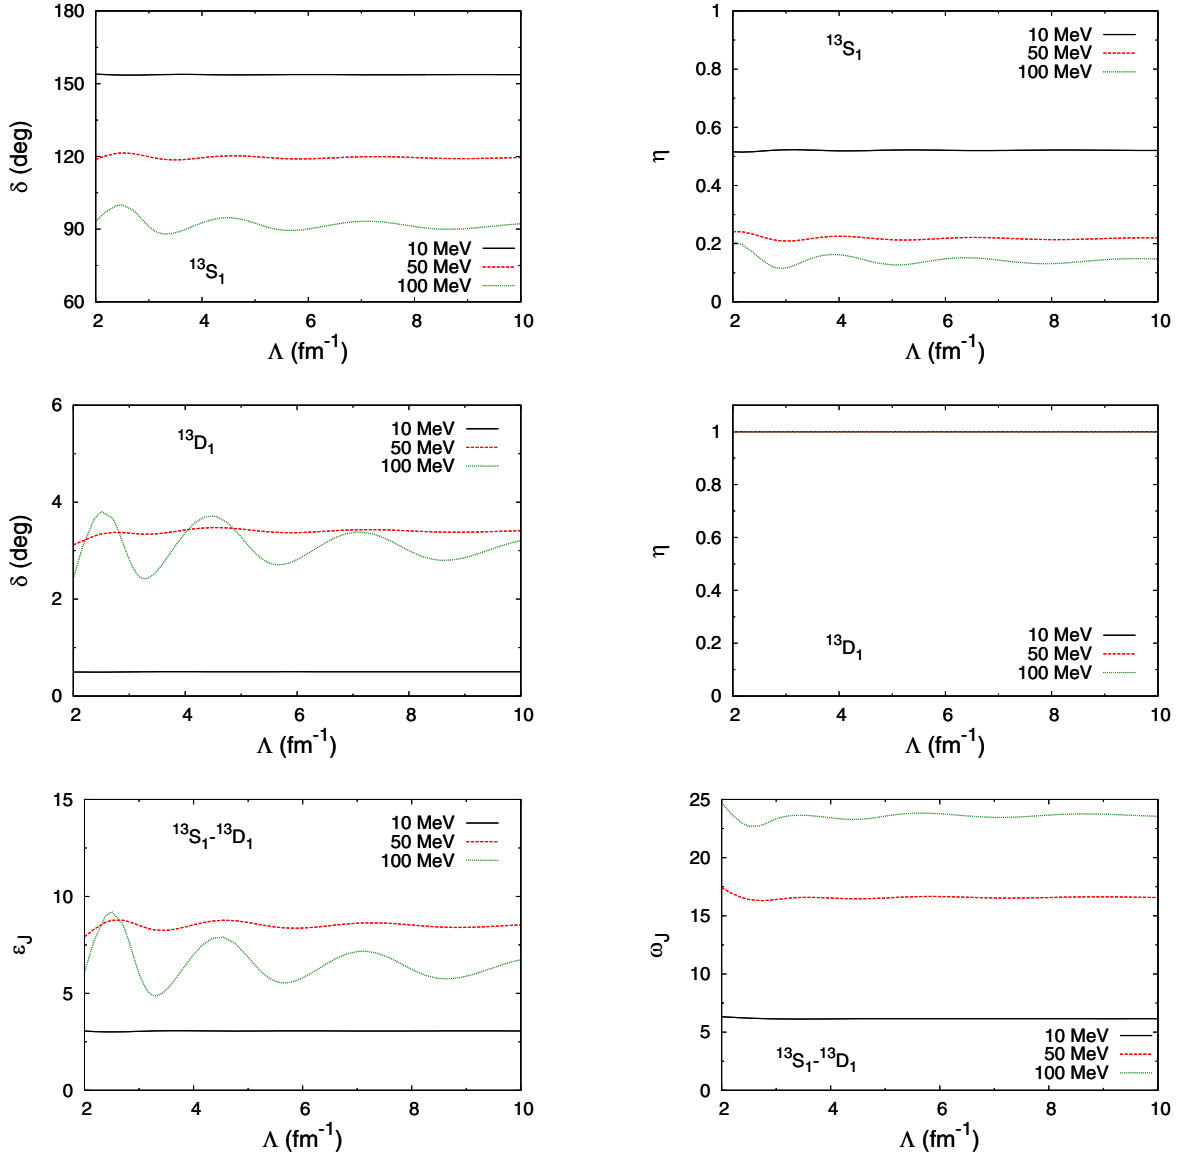 180
150
120
90
60
δ (deg)
¹³S₁
10 MeV
50 MeV
100 MeV
2 4 6 8 10
Λ (fm⁻¹)
1
0.8
0.6
0.4
0.2
0
η
¹³S₁
10 MeV
50 MeV
100 MeV
2 4 6 8 10
Λ (fm⁻¹)
6
4
2
0
δ (deg)
¹³D₁
10 MeV
50 MeV
100 MeV
2 4 6 8 10
Λ (fm⁻¹)
1
0.8
0.6
0.4
0.2
0
η
¹³D₁
10 MeV
50 MeV
100 MeV
2 4 6 8 10
Λ (fm⁻¹)
15
10
5
0
ε_J
¹³S₁-¹³D₁
10 MeV
50 MeV
100 MeV
2 4 6 8 10
Λ (fm⁻¹)
25
20
15
10
5
0
ω_J
¹³S₁-¹³D₁
10 MeV
50 MeV
100 MeV
2 4 6 8 10
Λ (fm⁻¹)